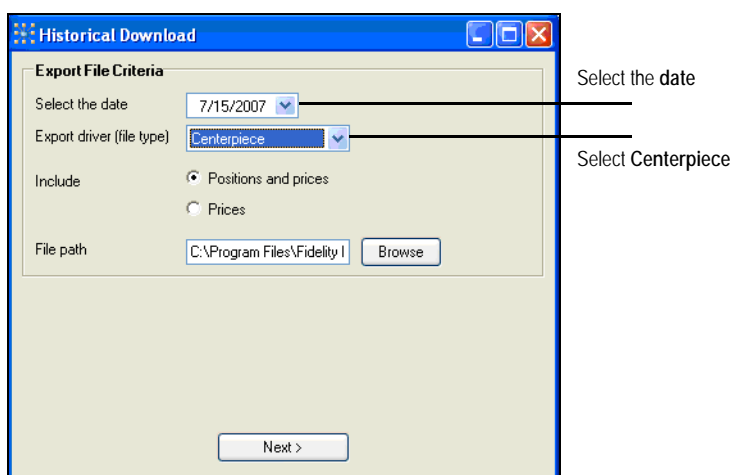 Historical Download
Export File Criteria
Select the date
7/15/2007
Select the date
Export driver (file type)
Centerpiece
Select Centerpiece
Include
Positions and prices
Prices
File path
C:\Program Files\Fidelity I
Browse
Next >